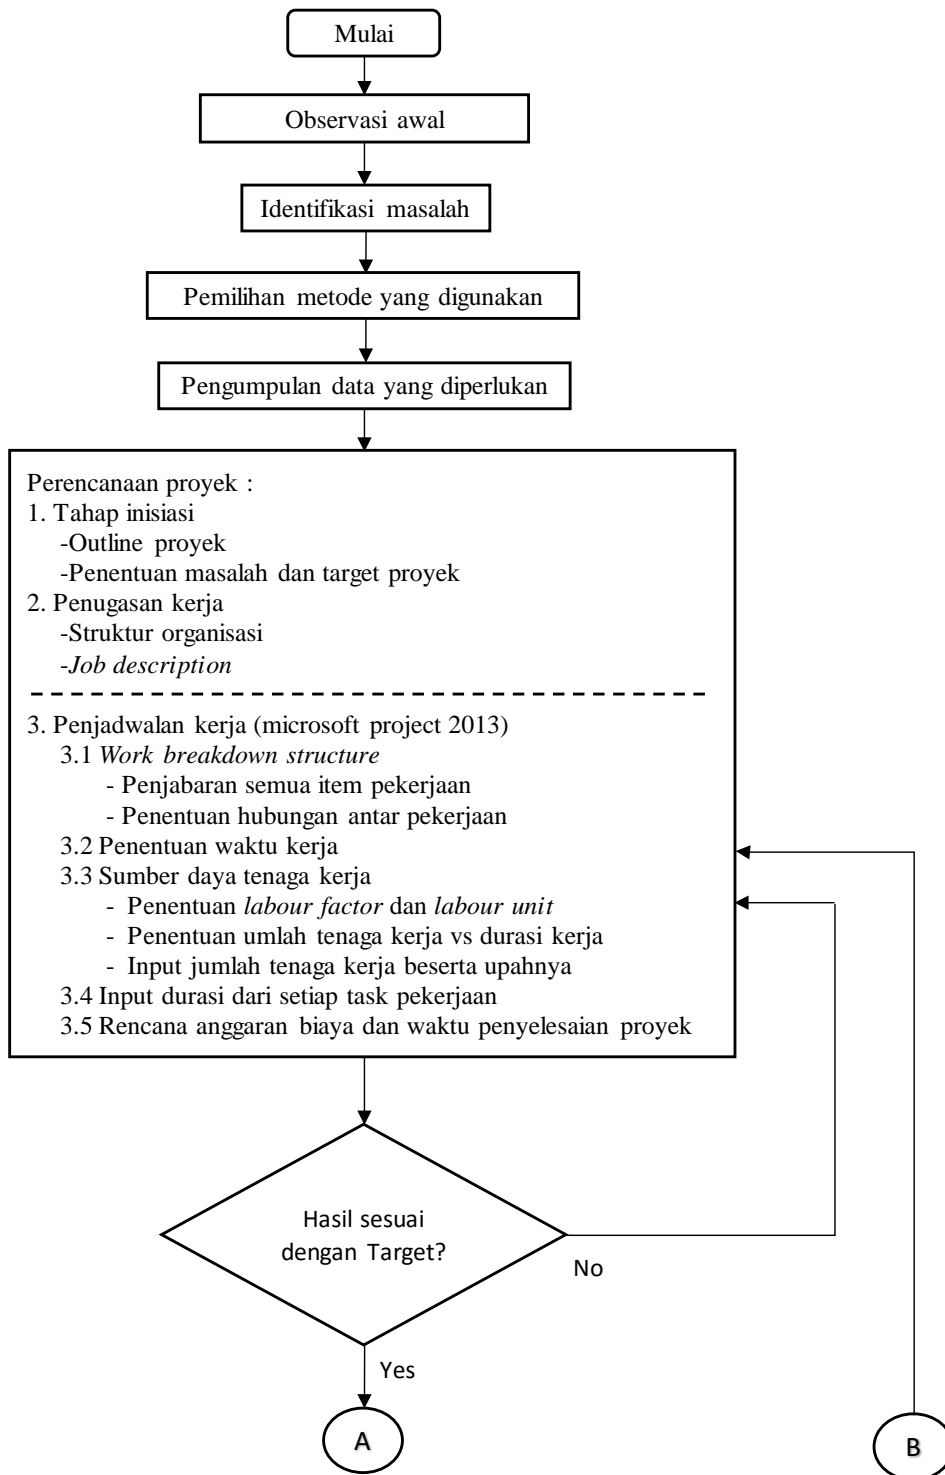 Mulai
Observasi awal
Identifikasi masalah
Pemilihan metode yang digunakan
Pengumpulan data yang diperlukan
Perencanaan proyek :
1. Tahap inisiasi
-Outline proyek
-Penentuan masalah dan target proyek
2. Penugasan kerja
-Struktur organisasi
-Job description
3. Penjadwalan kerja (microsoft project 2013)
3.1 Work breakdown structure
- Penjabaran semua item pekerjaan
- Penentuan hubungan antar pekerjaan
3.2 Penentuan waktu kerja
3.3 Sumber daya tenaga kerja
- Penentuan labour factor dan labour unit
- Penentuan umlah tenaga kerja vs durasi kerja
- Input jumlah tenaga kerja beserta upahnya
3.4 Input durasi dari setiap task pekerjaan
3.5 Rencana anggaran biaya dan waktu penyelesaian proyek
Hasil sesuai
dengan Target?
No
Yes
A
B